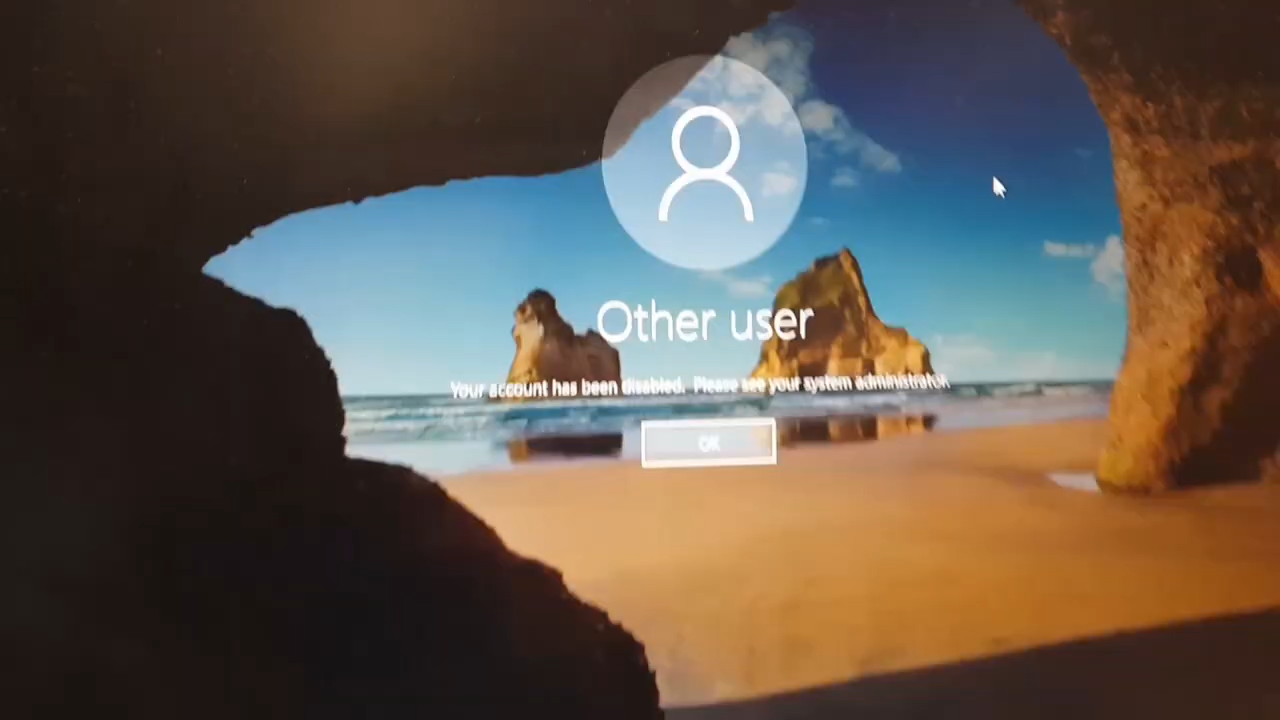 Other user
Your account has been disabled. Please see your system administrator.
OK